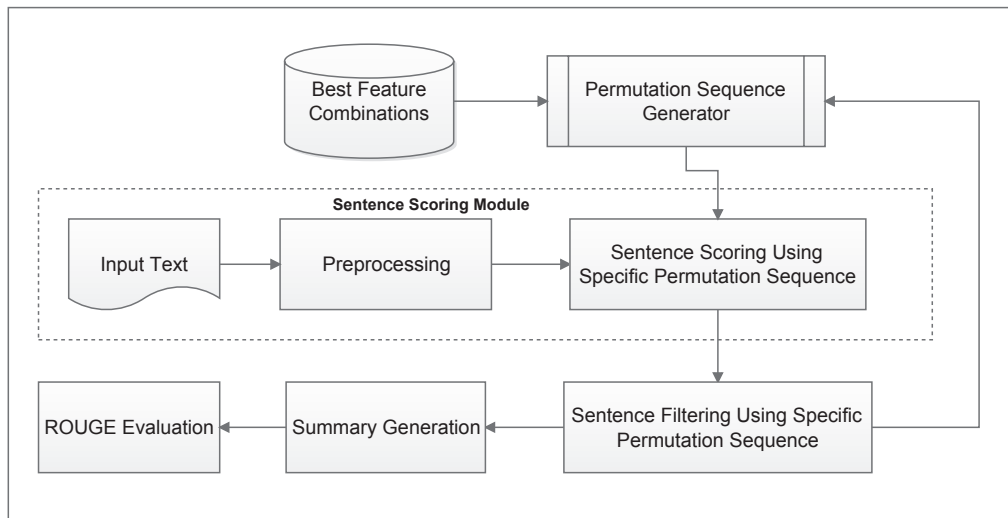 Best Feature
Combinations
Permutation Sequence
Generator
Sentence Scoring Module
Input Text
Preprocessing
Sentence Scoring Using
Specific Permutation Sequence
ROUGE Evaluation
Summary Generation
Sentence Filtering Using Specific
Permutation Sequence